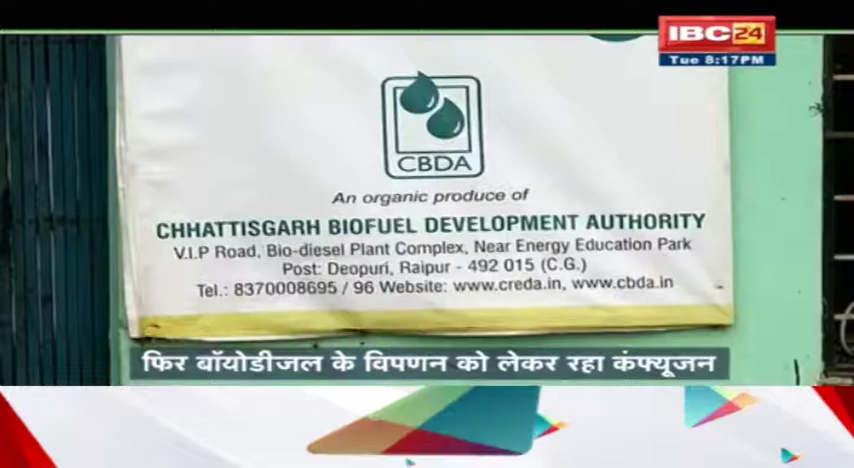 IBC24
Tue 8:17PM
CBDA
An organic produce of
CHHATTISGARH BIOFUEL DEVELOPMENT AUTHORITY
V.I.P Road, Bio-diesel Plant Complex, Near Energy Education Park
Post: Deopuri, Raipur - 492 015 (C.G.)
Tel.: 8370008695 / 96 Website: www.creda.in, www.cbda.in
फिर बॉयोडीजल के विपणन को लेकर रहा कंफ्यूजन